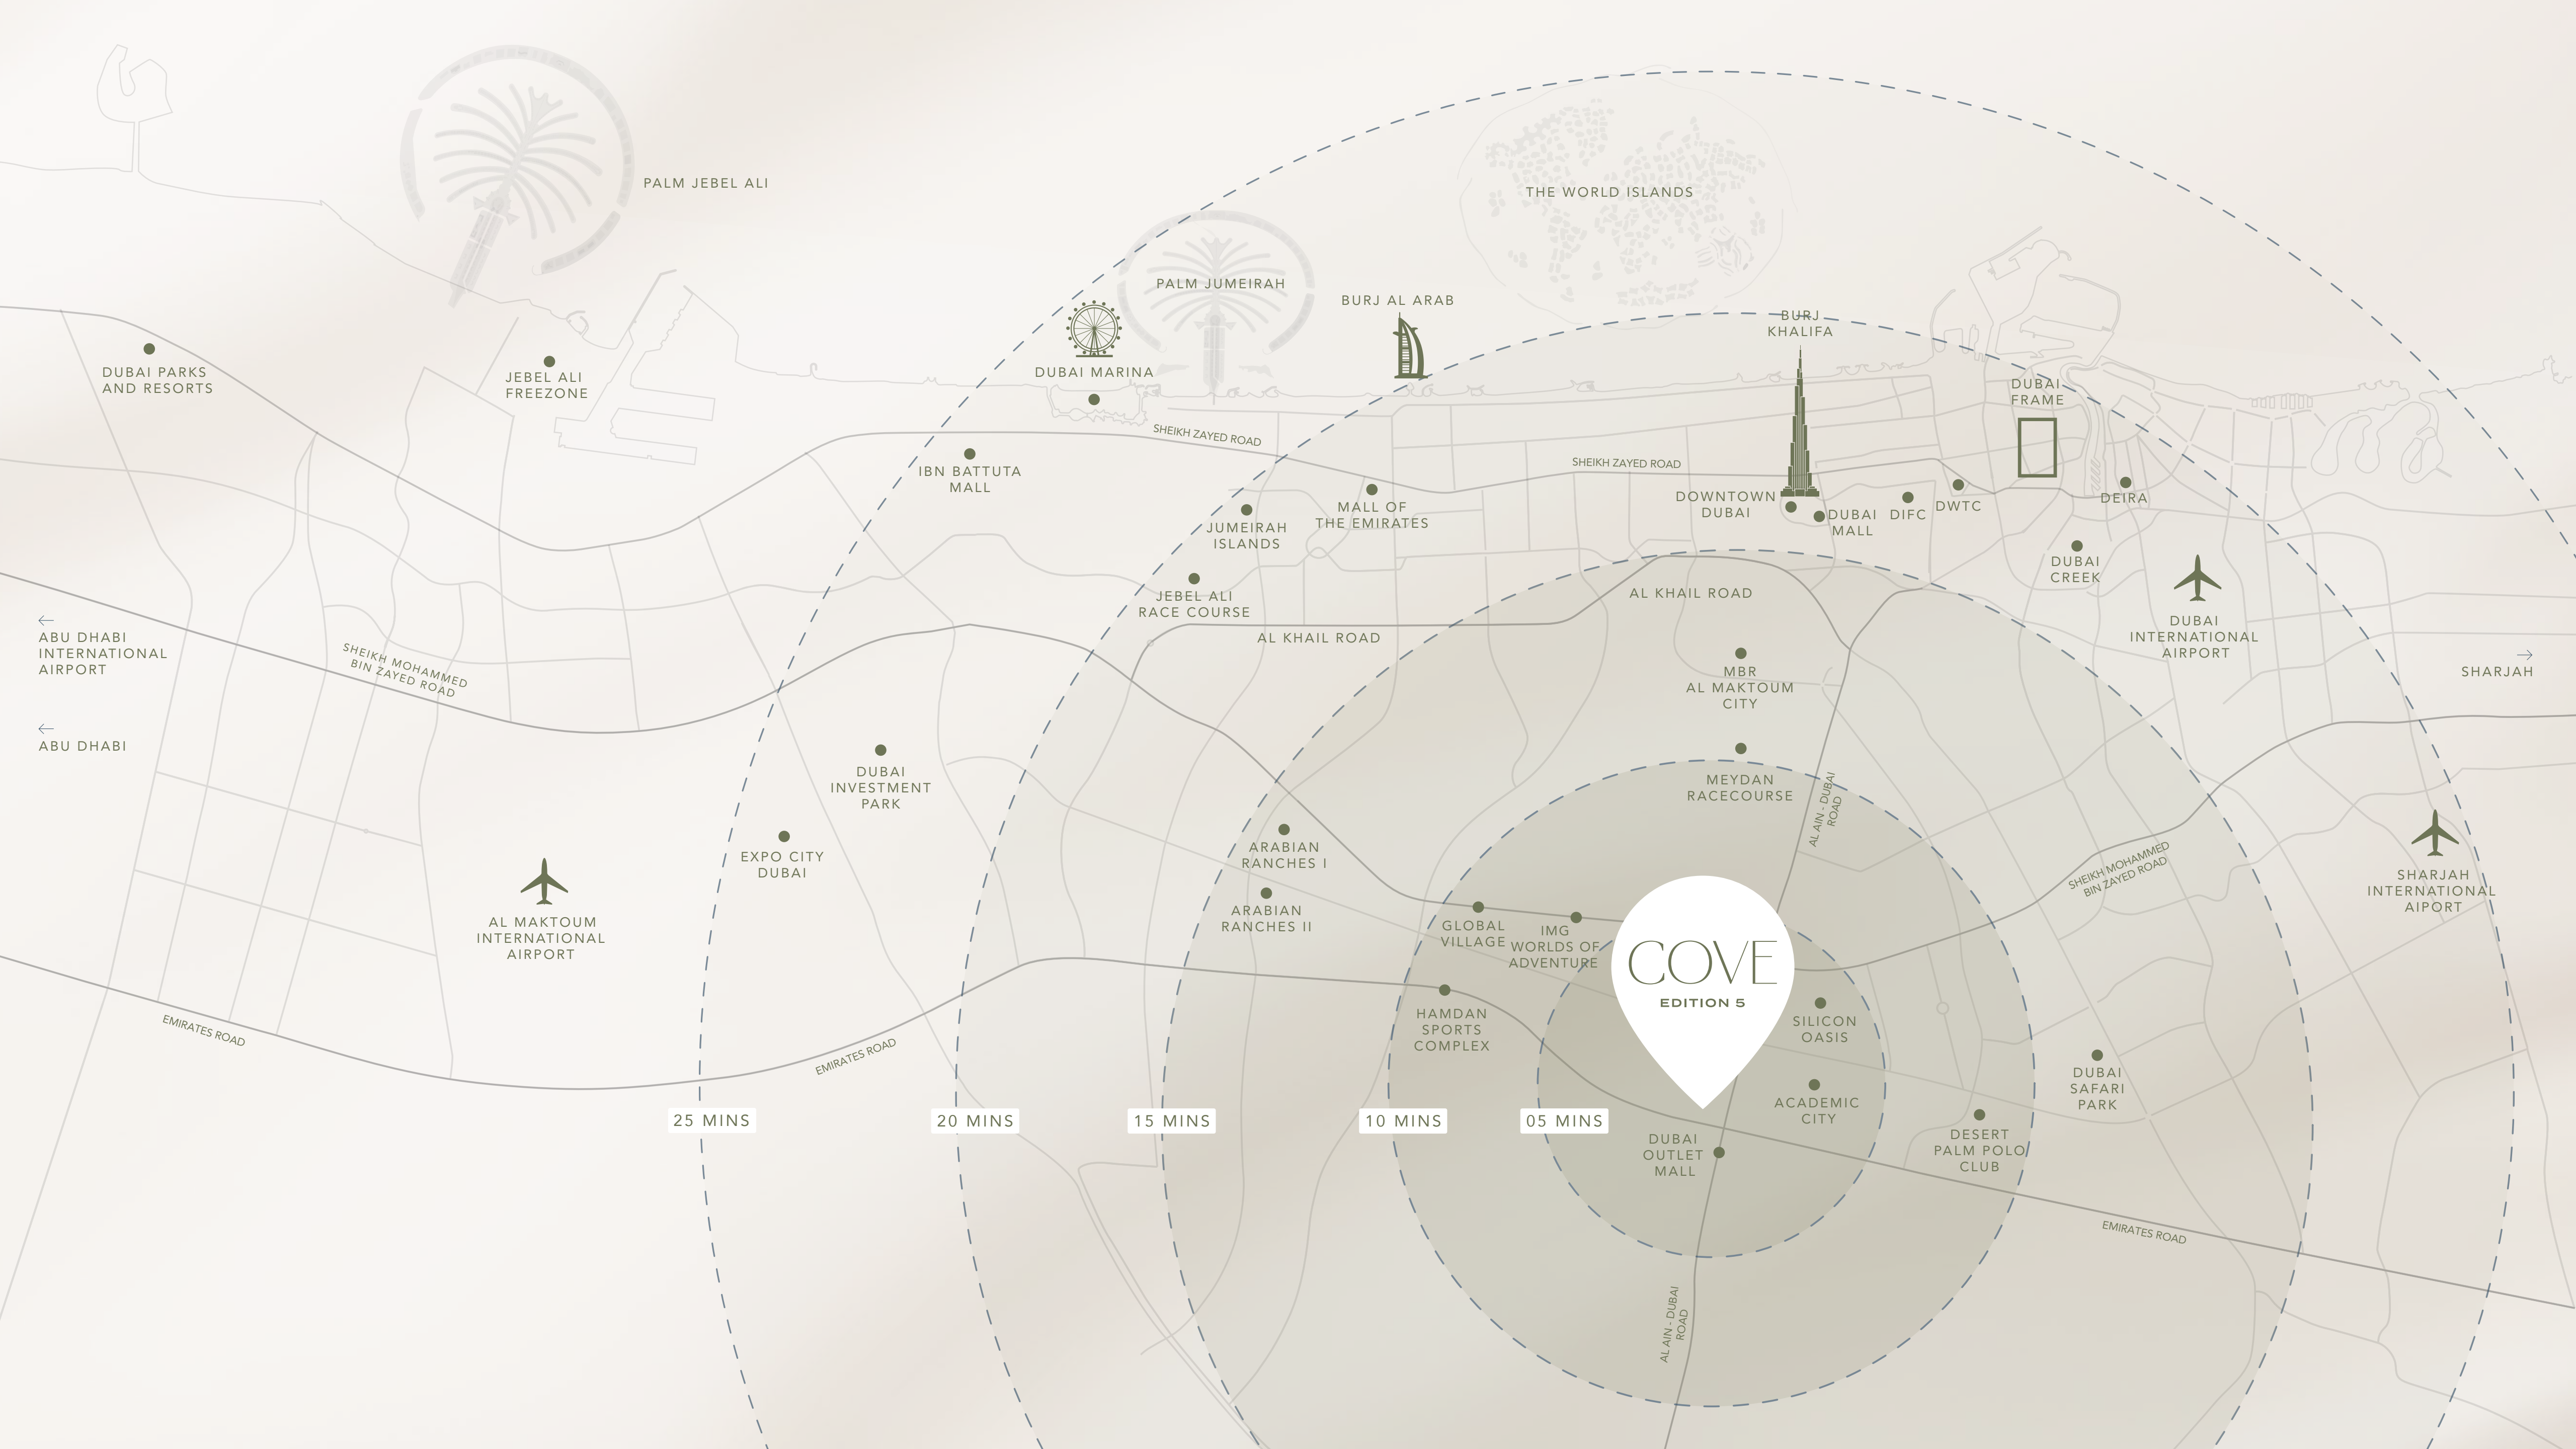 PALM JEBEL ALI
THE WORLD ISLANDS
PALM JUMEIRAH
BURJ AL ARAB
BURJ
KHALIFA
DUBAI PARKS
AND RESORTS
JEBEL ALI
FREEZONE
DUBAI MARINA
DUBAI
FRAME
SHEIKH ZAYED ROAD
SHEIKH ZAYED ROAD
IBN BATTUTA
MALL
JUMEIRAH
ISLANDS
MALL OF
THE EMIRATES
DOWNTOWN
DUBAI
DUBAI
MALL
DIFC
DWTC
DEIRA
DUBAI
CREEK
JEBEL ALI
RACE COURSE
AL KHAIL ROAD
AL KHAIL ROAD
DUBAI
INTERNATIONAL
AIRPORT
ABU DHABI
INTERNATIONAL
AIRPORT
SHEIKH MOHAMMED
BIN ZAYED ROAD
SHARJAH
MBR
AL MAKTOUM
CITY
ABU DHABI
DUBAI
INVESTMENT
PARK
MEYDAN
RACECOURSE
AL AIN - DUBAI
ROAD
EXPO CITY
DUBAI
ARABIAN
RANCHES I
ARABIAN
RANCHES II
SHEIKH MOHAMMED
BIN ZAYED ROAD
SHARJAH
INTERNATIONAL
AIPORT
AL MAKTOUM
INTERNATIONAL
AIRPORT
GLOBAL
VILLAGE
IMG
WORLDS OF
ADVENTURE
COVE
EDITION 5
HAMDAN
SPORTS
COMPLEX
SILICON
OASIS
EMIRATES ROAD
EMIRATES ROAD
DUBAI
SAFARI
PARK
ACADEMIC
CITY
25 MINS
20 MINS
15 MINS
10 MINS
05 MINS
DUBAI
OUTLET
MALL
DESERT
PALM POLO
CLUB
EMIRATES ROAD
AL AIN - DUBAI
ROAD